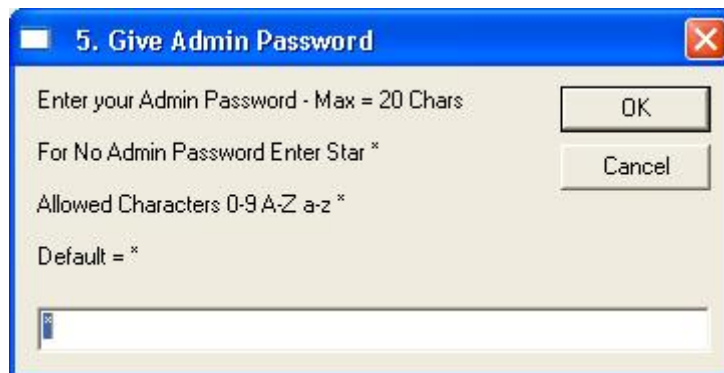 5. Give Admin Password
Enter your Admin Password - Max = 20 Chars
OK
For No Admin Password Enter Star *
Cancel
Allowed Characters 0-9 A-Z a-z *
Default = *
*